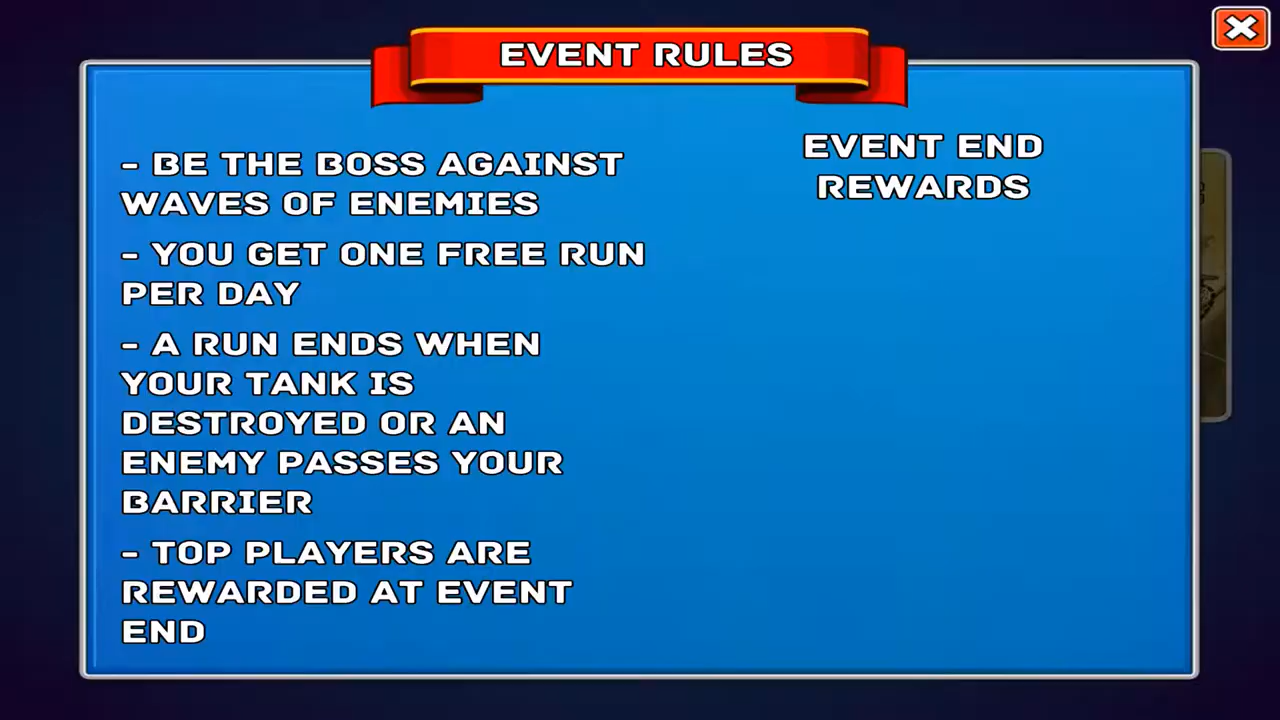 EVENT RULES
- BE THE BOSS AGAINST
WAVES OF ENEMIES
- YOU GET ONE FREE RUN
PER DAY
- A RUN ENDS WHEN
YOUR TANK IS
DESTROYED OR AN
ENEMY PASSES YOUR
BARRIER
- TOP PLAYERS ARE
REWARDED AT EVENT
END
EVENT END
REWARDS